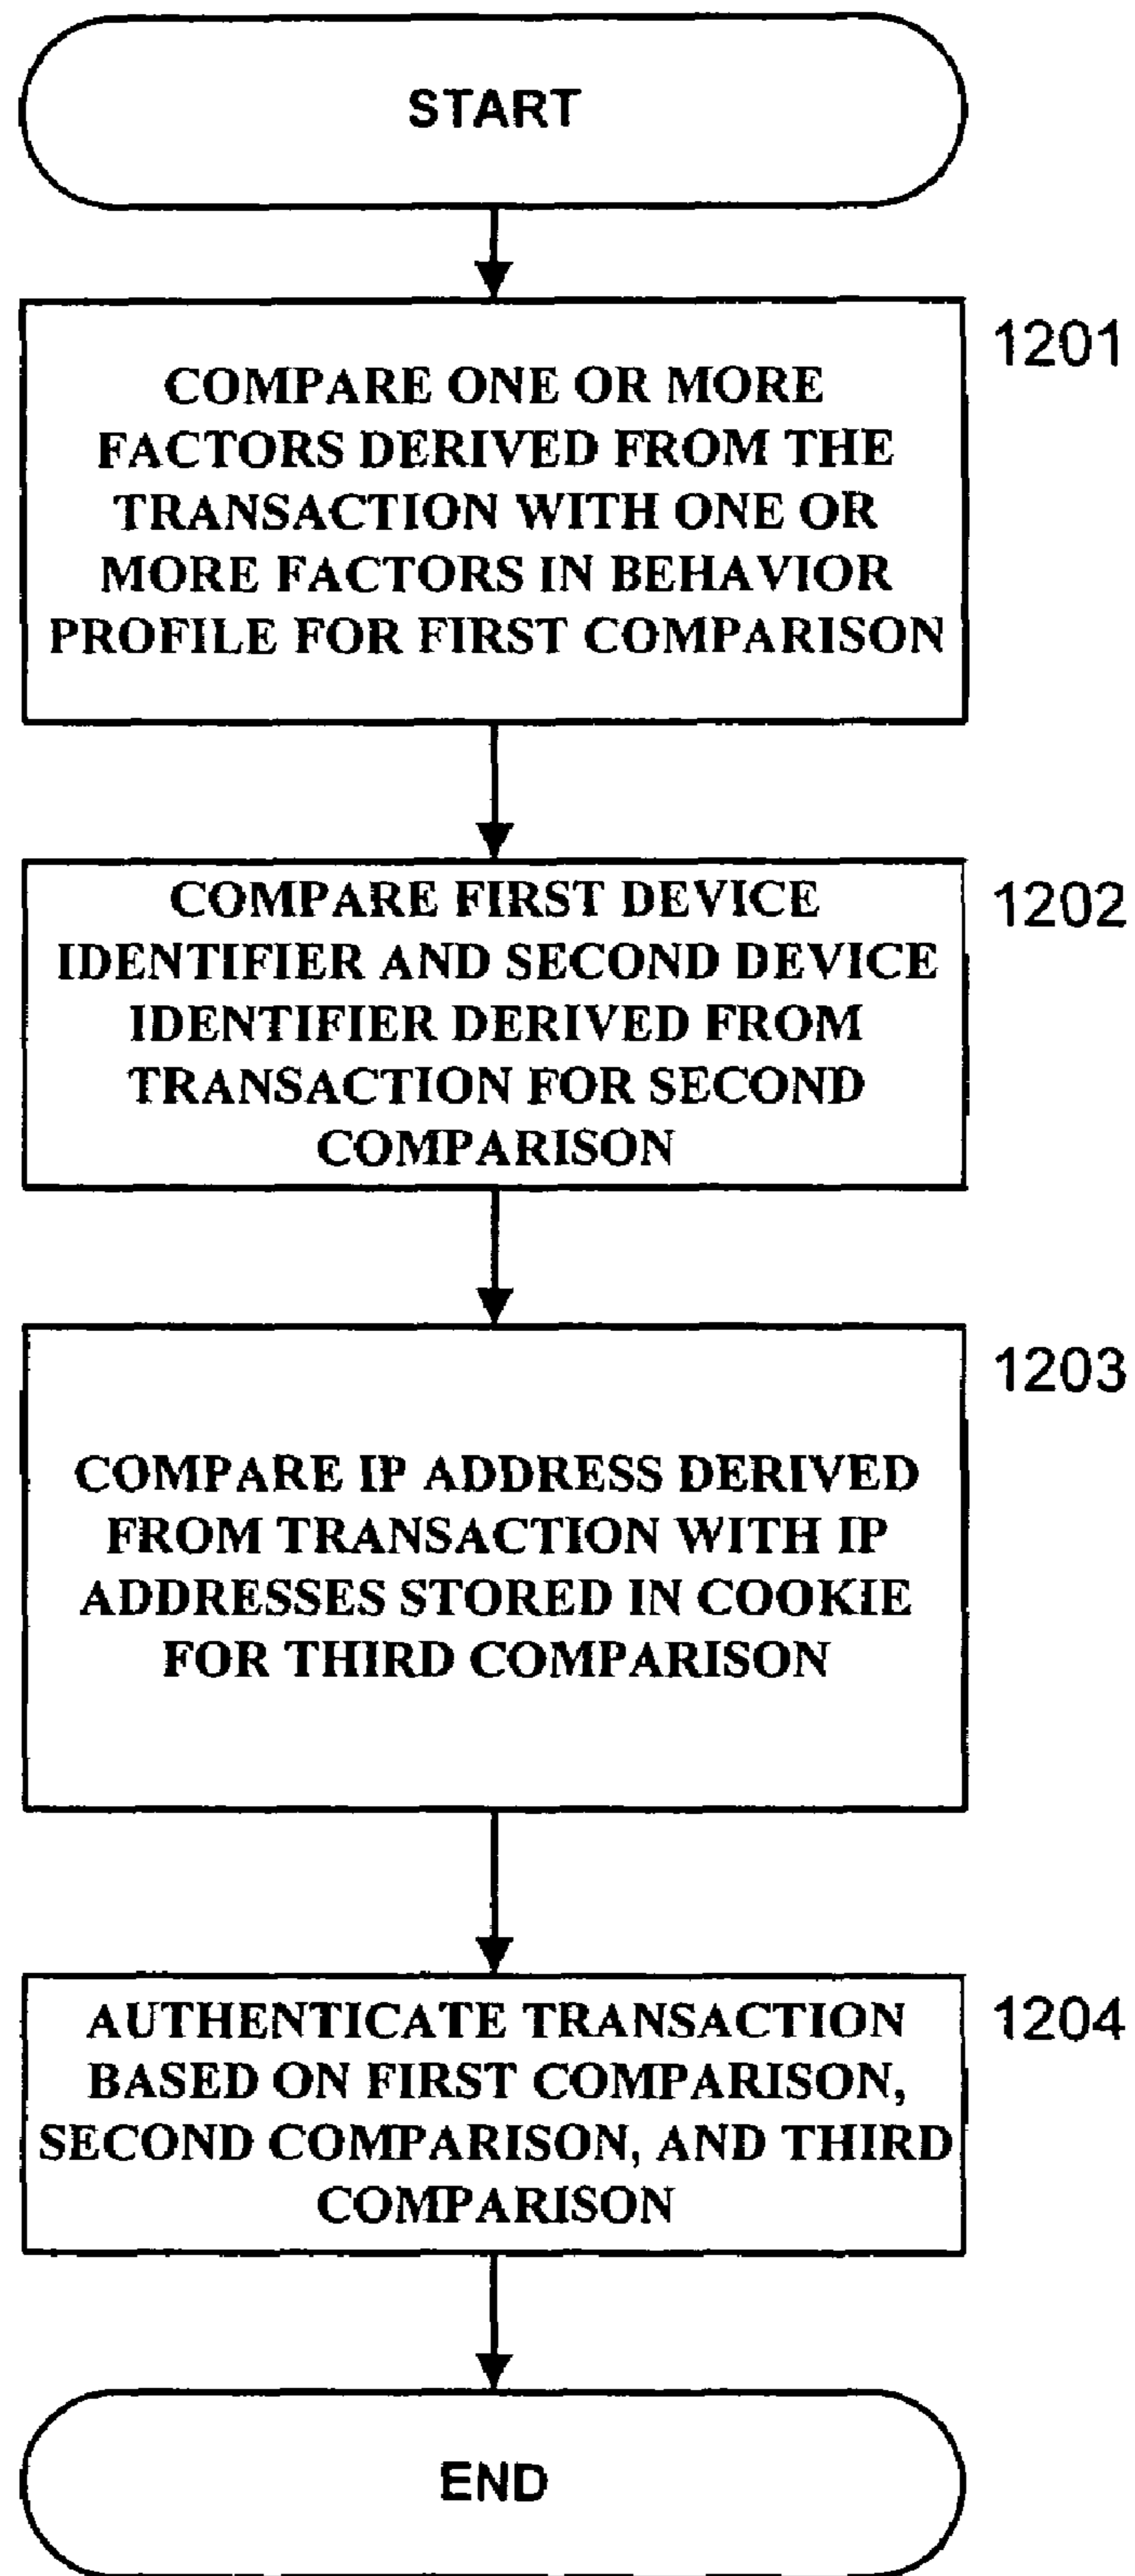 START
1201
COMPARE ONE OR MORE
FACTORS DERIVED FROM THE
TRANSACTION WITH ONE OR
MORE FACTORS IN BEHAVIOR
PROFILE FOR FIRST COMPARISON
1202
COMPARE FIRST DEVICE
IDENTIFIER AND SECOND DEVICE
IDENTIFIER DERIVED FROM
TRANSACTION FOR SECOND
COMPARISON
1203
COMPARE IP ADDRESS DERIVED
FROM TRANSACTION WITH IP
ADDRESSES STORED IN COOKIE
FOR THIRD COMPARISON
1204
AUTHENTICATE TRANSACTION
BASED ON FIRST COMPARISON,
SECOND COMPARISON, AND THIRD
COMPARISON
END